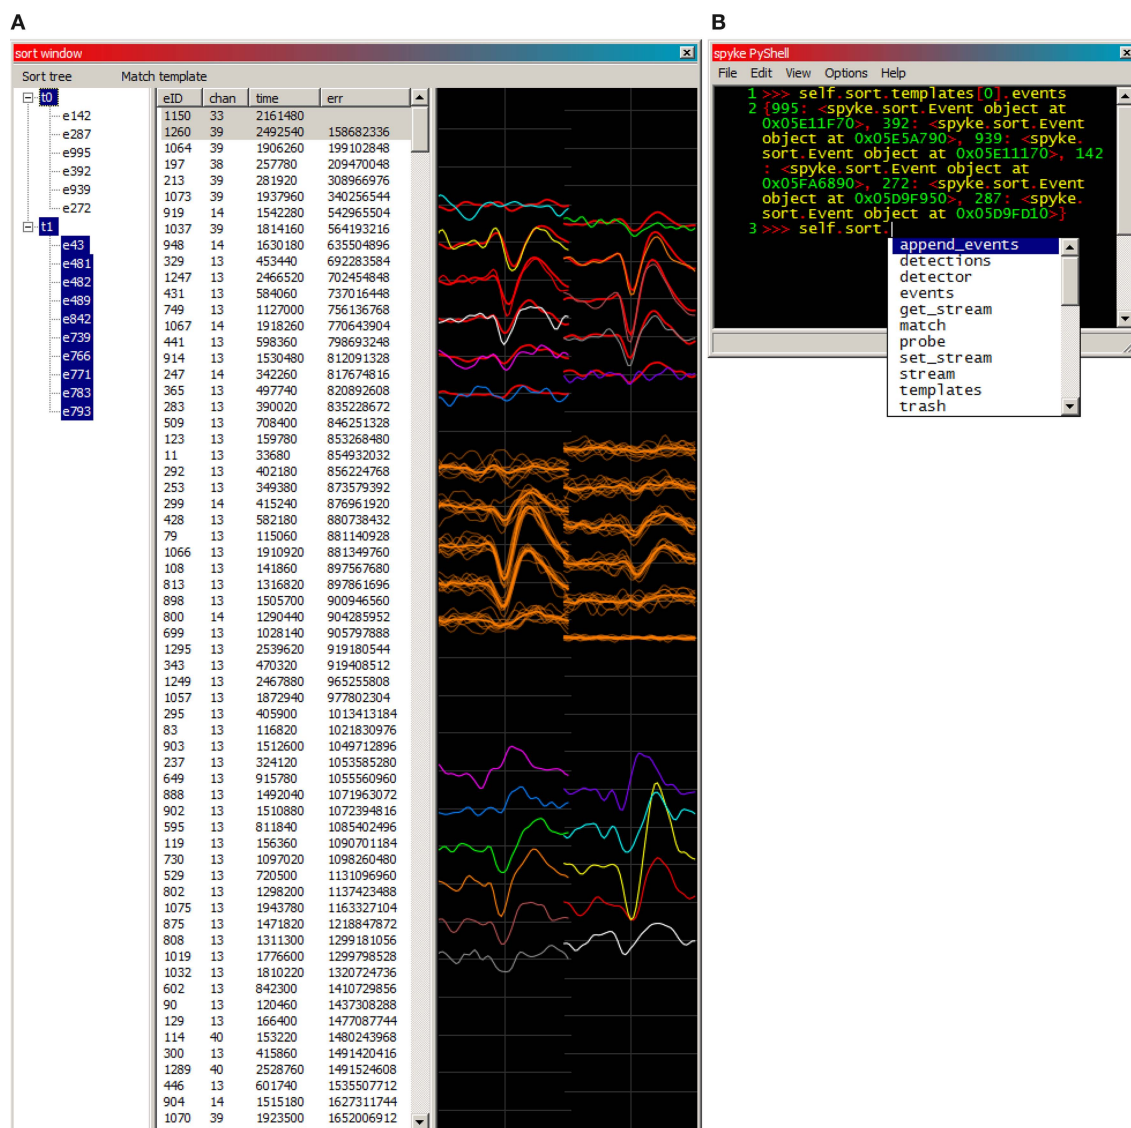 A
B
sort window
Sort tree Match template
t0
e142
e287
e995
e392
e939
e272
t1
e43
e481
e482
e489
e842
e739
e766
e771
e783
e793
eID chan time err
1150 33 2161480
1260 39 2492540 158682336
1064 39 1906260 199102848
197 38 257780 209470048
213 39 281920 308966976
1073 39 1937960 340256544
919 14 1542280 542965504
1037 39 1814160 564193216
948 14 1630180 635504896
329 13 453440 692283584
1247 13 2466520 702454848
431 13 584060 737016448
749 13 1127000 756136768
1067 14 1918260 770643904
441 13 598360 798693248
914 13 1530480 812091328
247 14 342260 817674816
365 13 497740 820892608
283 13 390020 835228672
509 13 708400 846251328
123 13 159780 853268480
11 13 33680 854932032
292 13 402180 856224768
253 13 349380 873579392
299 14 415240 876961920
428 13 582180 880738432
79 13 115060 881140928
1066 13 1910920 881349760
108 13 141860 897567680
813 13 1316820 897861696
898 13 1505700 900946560
800 14 1290440 904285952
699 13 1028140 905797888
1295 13 2539620 919180544
343 13 470320 919408512
1249 13 2467880 965255808
1057 13 1872940 977802304
295 13 405900 1013413184
83 13 116820 1021830976
903 13 1512600 1049712896
237 13 324120 1053585280
649 13 915780 1055560960
888 13 1492040 1071963072
902 13 1510880 1072394816
595 13 811840 1085402496
119 13 156360 1090701184
730 13 1097020 1098260480
529 13 720500 1131096960
802 13 1298200 1137423488
1075 13 1943780 1163327104
875 13 1471820 1218847872
808 13 1311300 1299181056
1019 13 1776600 1299798528
1032 13 1810220 1320724736
602 13 842300 1410729856
90 13 120460 1437308288
129 13 166400 1477087744
114 40 153220 1480243968
300 13 415860 1491420416
1289 40 2528760 1491524608
446 13 601740 1535507712
904 14 1515180 1627311744
1070 39 1923500 1652006912
spyke PyShell
File Edit View Options Help
1 >>> self.sort.templates[0].events
2 {995: <spyke.sort.Event object at
0x05E11F70>, 392: <spyke.sort.Event
object at 0x05E5A790>, 939: <spyke.
sort.Event object at 0x05E11170>, 142
: <spyke.sort.Event object at
0x05FA6890>, 272: <spyke.sort.Event
object at 0x05D9F950>, 287: <spyke.
sort.Event object at 0x05D9FD10>}
3 >>> self.sort.
append_events
detections
detector
events
get_stream
match
probe
set_stream
stream
templates
trash